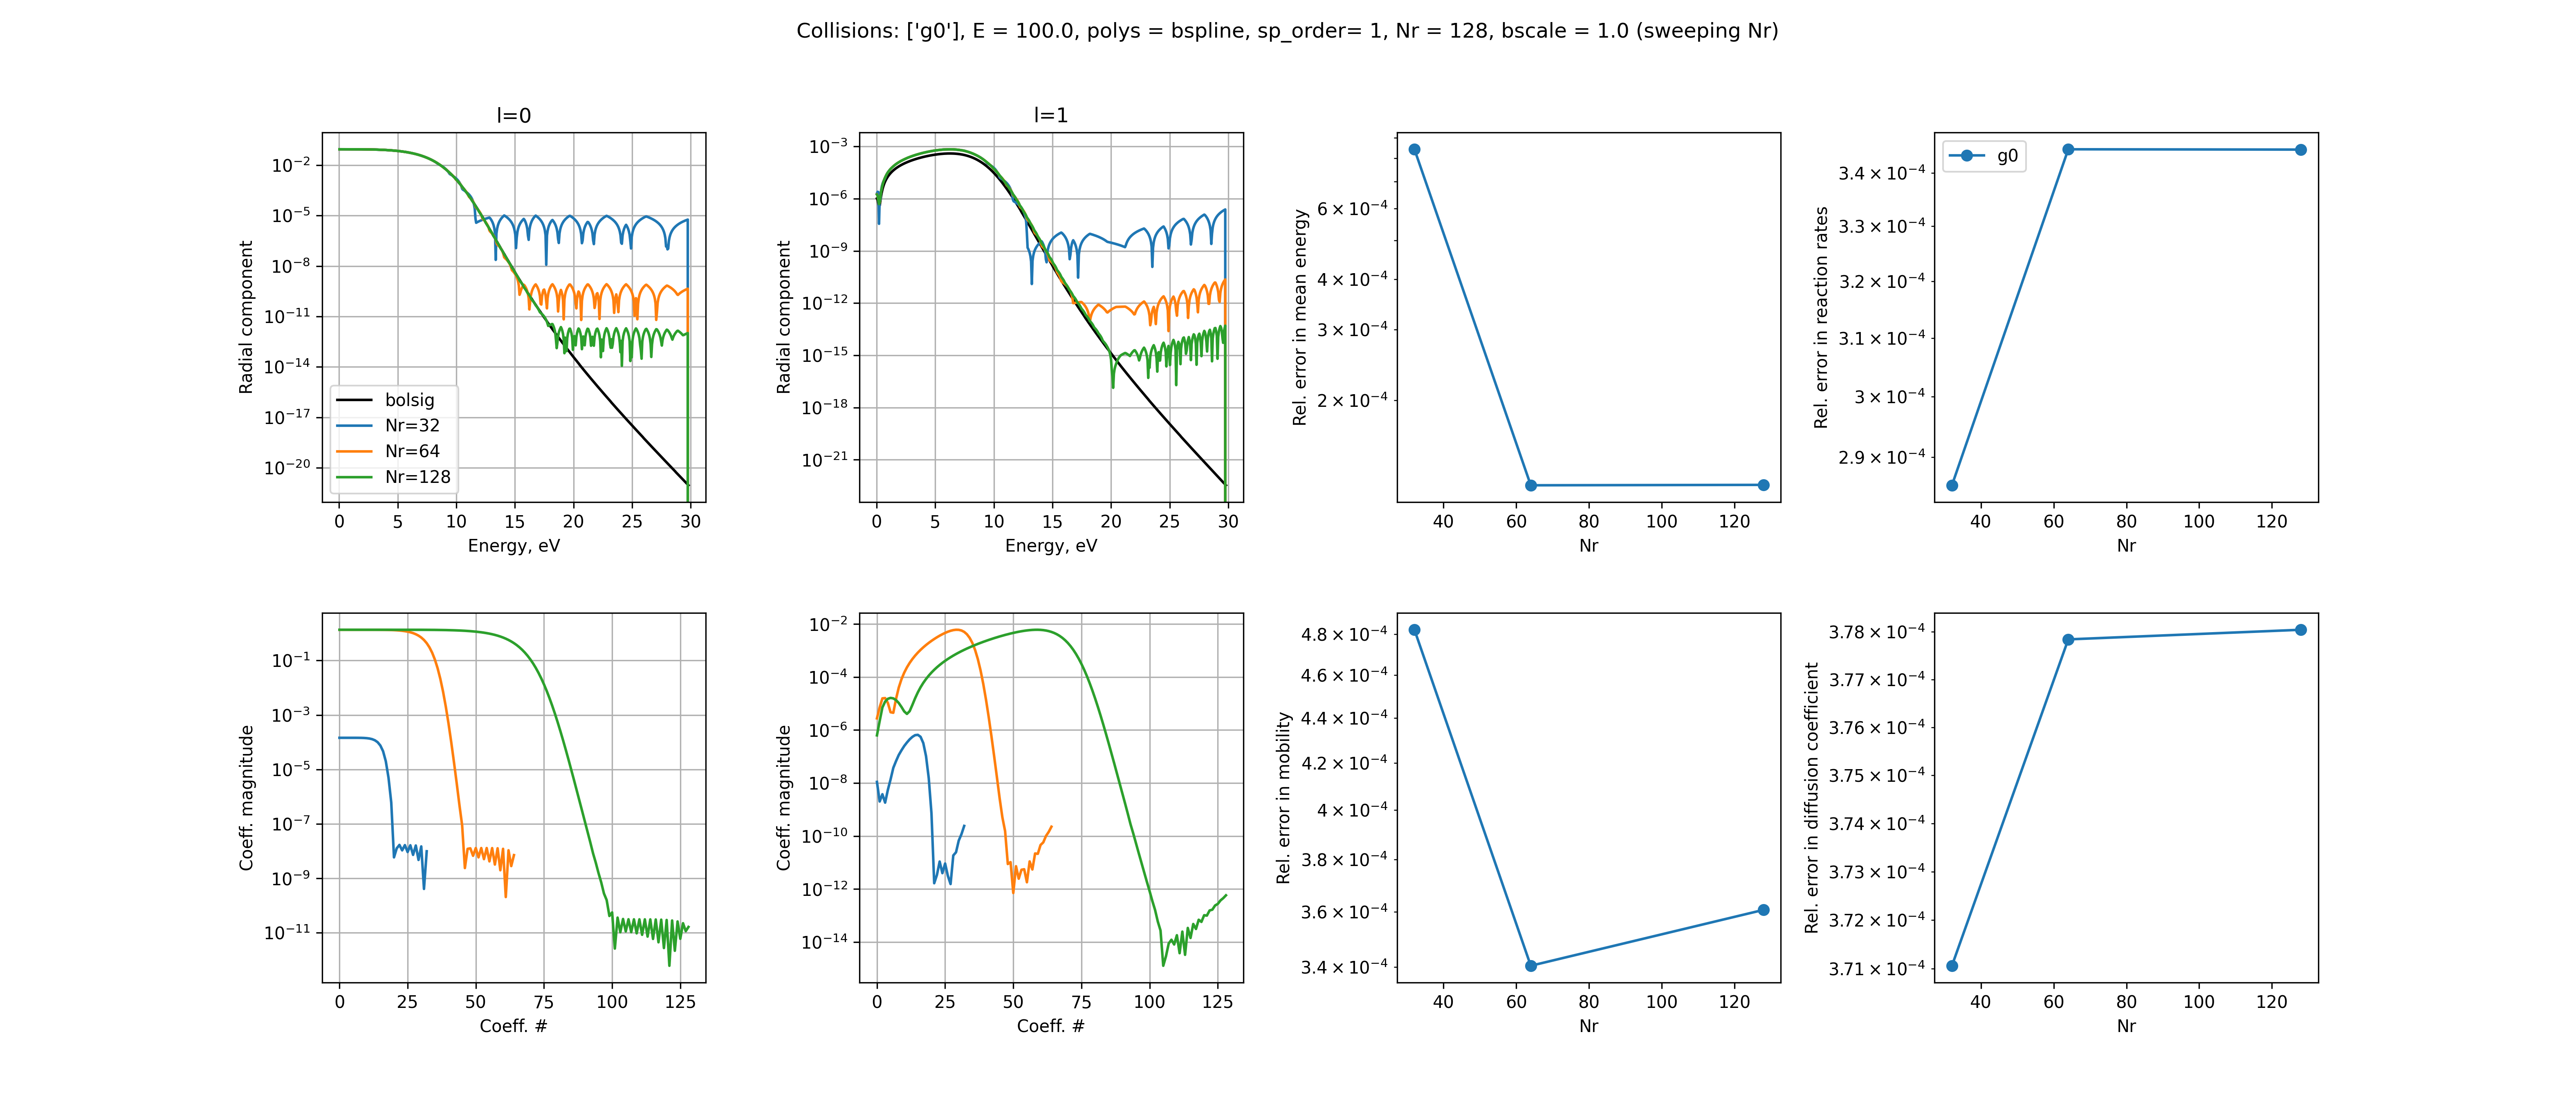 Collisions: ['g0'], E = 100.0, polys = bspline, sp_order= 1, Nr = 128, bscale = 1.0 (sweeping Nr)
l=0
Radial component
10⁻²
10⁻⁵
10⁻⁸
10⁻¹¹
10⁻¹⁴
10⁻¹⁷
10⁻²⁰
bolsig
Nr=32
Nr=64
Nr=128
0 5 10 15 20 25 30
Energy, eV
l=1
Radial component
10⁻³
10⁻⁶
10⁻⁹
10⁻¹²
10⁻¹⁵
10⁻¹⁸
10⁻²¹
0 5 10 15 20 25 30
Energy, eV
Rel. error in mean energy
6 × 10⁻⁴
4 × 10⁻⁴
3 × 10⁻⁴
2 × 10⁻⁴
40 60 80 100 120
Nr
Rel. error in reaction rates
g0
3.4 × 10⁻⁴
3.3 × 10⁻⁴
3.2 × 10⁻⁴
3.1 × 10⁻⁴
3 × 10⁻⁴
2.9 × 10⁻⁴
40 60 80 100 120
Nr
Coeff. magnitude
10⁻¹
10⁻³
10⁻⁵
10⁻⁷
10⁻⁹
10⁻¹¹
0 25 50 75 100 125
Coeff. #
Coeff. magnitude
10⁻²
10⁻⁴
10⁻⁶
10⁻⁸
10⁻¹⁰
10⁻¹²
10⁻¹⁴
0 25 50 75 100 125
Coeff. #
Rel. error in mobility
4.8 × 10⁻⁴
4.6 × 10⁻⁴
4.4 × 10⁻⁴
4.2 × 10⁻⁴
4 × 10⁻⁴
3.8 × 10⁻⁴
3.6 × 10⁻⁴
3.4 × 10⁻⁴
40 60 80 100 120
Nr
Rel. error in diffusion coefficient
3.78 × 10⁻⁴
3.77 × 10⁻⁴
3.76 × 10⁻⁴
3.75 × 10⁻⁴
3.74 × 10⁻⁴
3.73 × 10⁻⁴
3.72 × 10⁻⁴
3.71 × 10⁻⁴
40 60 80 100 120
Nr